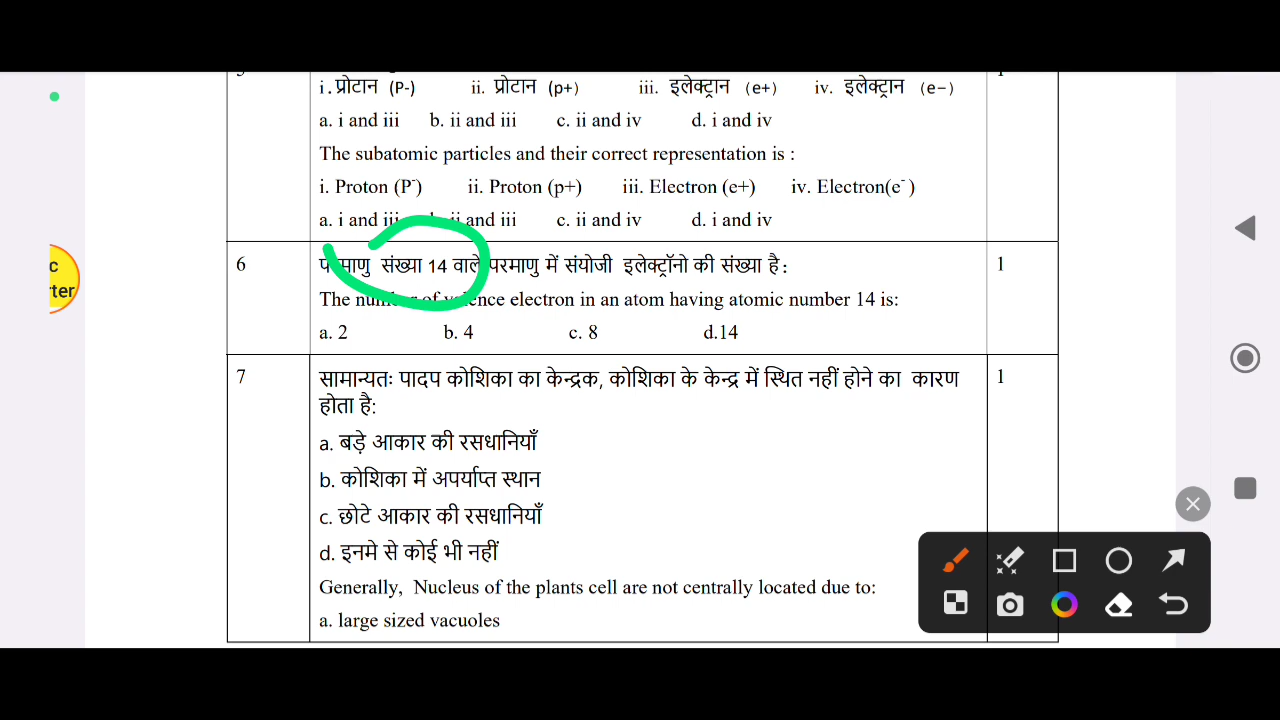 i. प्रोटान (P-) ii. प्रोटान (p+) iii. इलेक्ट्रान (e+) iv. इलेक्ट्रान (e−)
a. i and iii b. ii and iii c. ii and iv d. i and iv
The subatomic particles and their correct representation is :
i. Proton (P-) ii. Proton (p+) iii. Electron (e+) iv. Electron(e-)
a. i and iii b. ii and iii c. ii and iv d. i and iv
6 परमाणु संख्या 14 वाले परमाणु में संयोजी इलेक्ट्रॉनो की संख्या है : 1
The number of valence electron in an atom having atomic number 14 is:
a. 2 b. 4 c. 8 d.14
7 सामान्यतः पादप कोशिका का केन्द्रक, कोशिका के केन्द्र में स्थित नहीं होने का कारण 1
होता है:
a. बड़े आकार की रसधानियाँ
b. कोशिका में अपर्याप्त स्थान
c. छोटे आकार की रसधानियाँ
d. इनमे से कोई भी नहीं
Generally, Nucleus of the plants cell are not centrally located due to:
a. large sized vacuoles